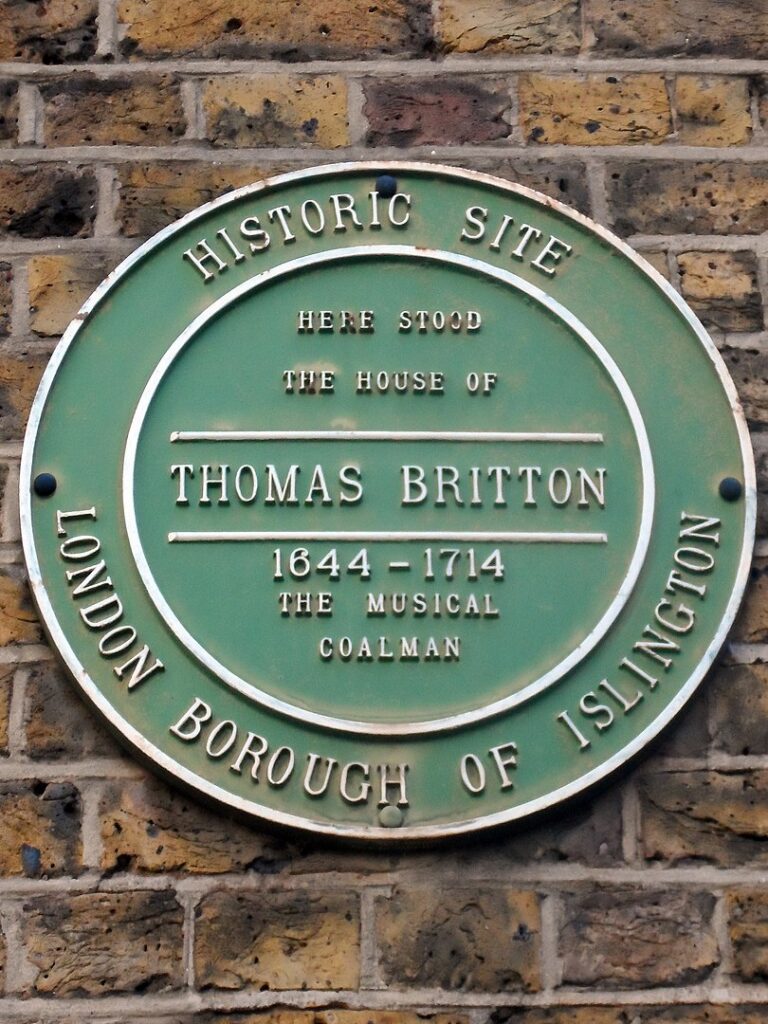 HISTORIC SITE
HERE STOOD
THE HOUSE OF
THOMAS BRITTON
1644 – 1714
THE MUSICAL
COALMAN
LONDON BOROUGH OF ISLINGTON